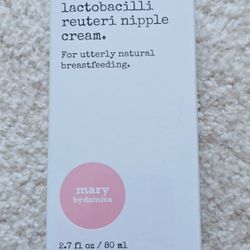 lactobacilli
reuteri nipple
cream.
For utterly natural
breastfeeding.
mary
bydamiva
2.7 fl oz / 80 ml